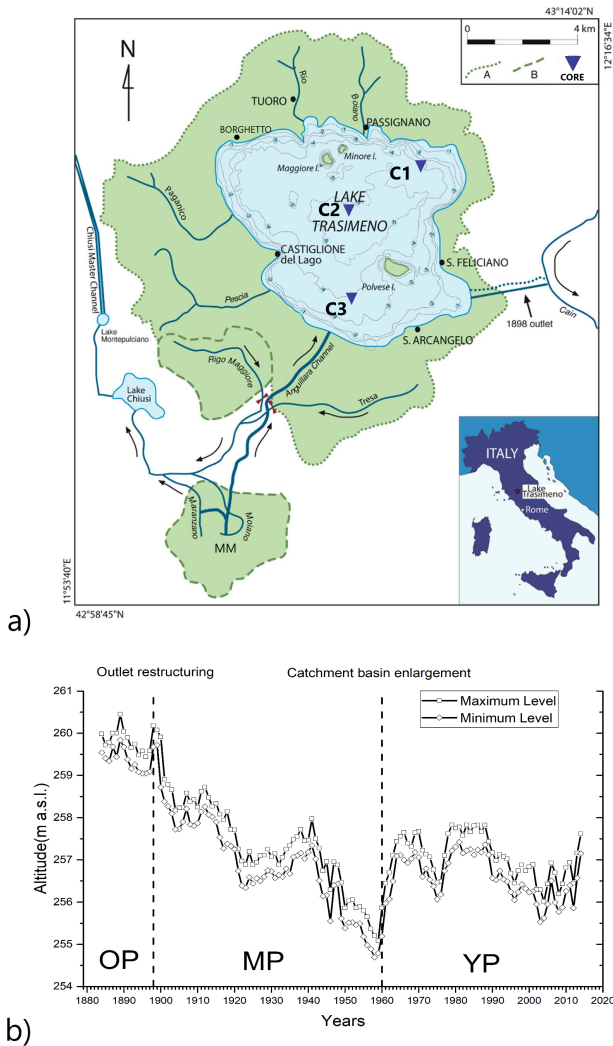 a)
43°14'02"N
12°16'34"E
N
0 4 km
A B CORE
Rio
TUORO
Boiano
PASSIGNANO
BORGHETTO
Maggiore I.
Minore I.
C1
Paganico
C2
LAKE
TRASIMENO
Chiusi Master Channel
CASTIGLIONE
del Lago
S. FELICIANO
Polvese I.
Pescia
C3
1898 outlet
Cain
Lake
Montepulciano
S. ARCANGELO
Rigo Maggiore
Anguillara Channel
Lake
Chiusi
Tresa
ITALY
Lake
Trasimeno
Rome
Maranzano
Moiano
MM
11°53'40"E
42°58'45"N
b)
Outlet restructuring
Catchment basin enlargement
Maximum Level
Minimum Level
Altitude(m a.s.l.)
261
260
259
258
257
256
255
254
OP
MP
YP
1880 1890 1900 1910 1920 1930 1940 1950 1960 1970 1980 1990 2000 2010 2020
Years